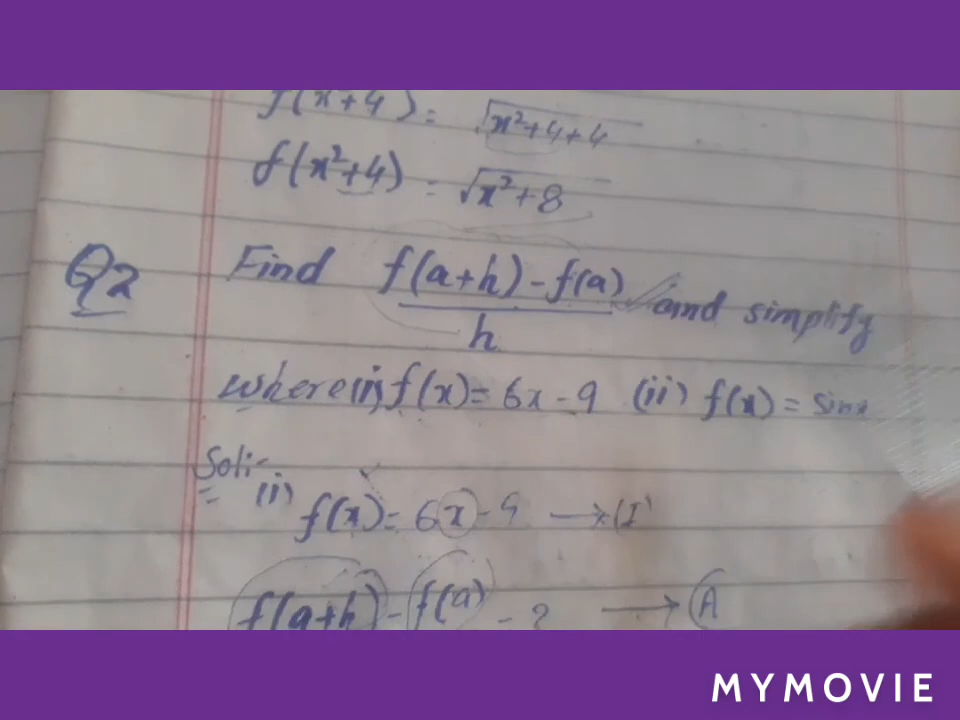 f(x+4) = √x²+4+4
f(x²+4) = √x²+8
Q2 Find f(a+h)-f(a) and simplify
h
where (i) f(x)= 6x-9 (ii) f(x) = sinx
Sol:-
(i) f(x)= 6x-9 → (I)
f(a+h)-f(a) = ? → A
MYMOVIE